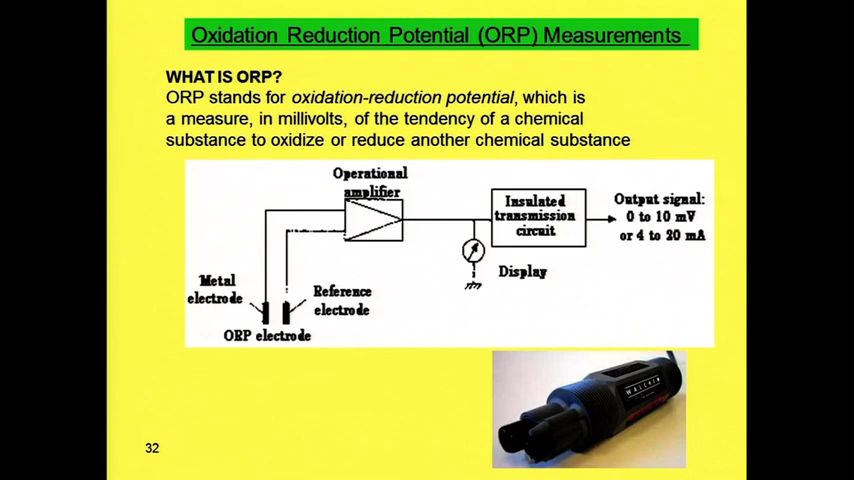 Oxidation Reduction Potential (ORP) Measurements
WHAT IS ORP?
ORP stands for oxidation-reduction potential, which is
a measure, in millivolts, of the tendency of a chemical
substance to oxidize or reduce another chemical substance
Operational
amplifier
Insulated
transmission
circuit
Output signal:
0 to 10 mV
or 4 to 20 mA
Display
Metal
electrode
Reference
electrode
ORP electrode
WALCHEM
32